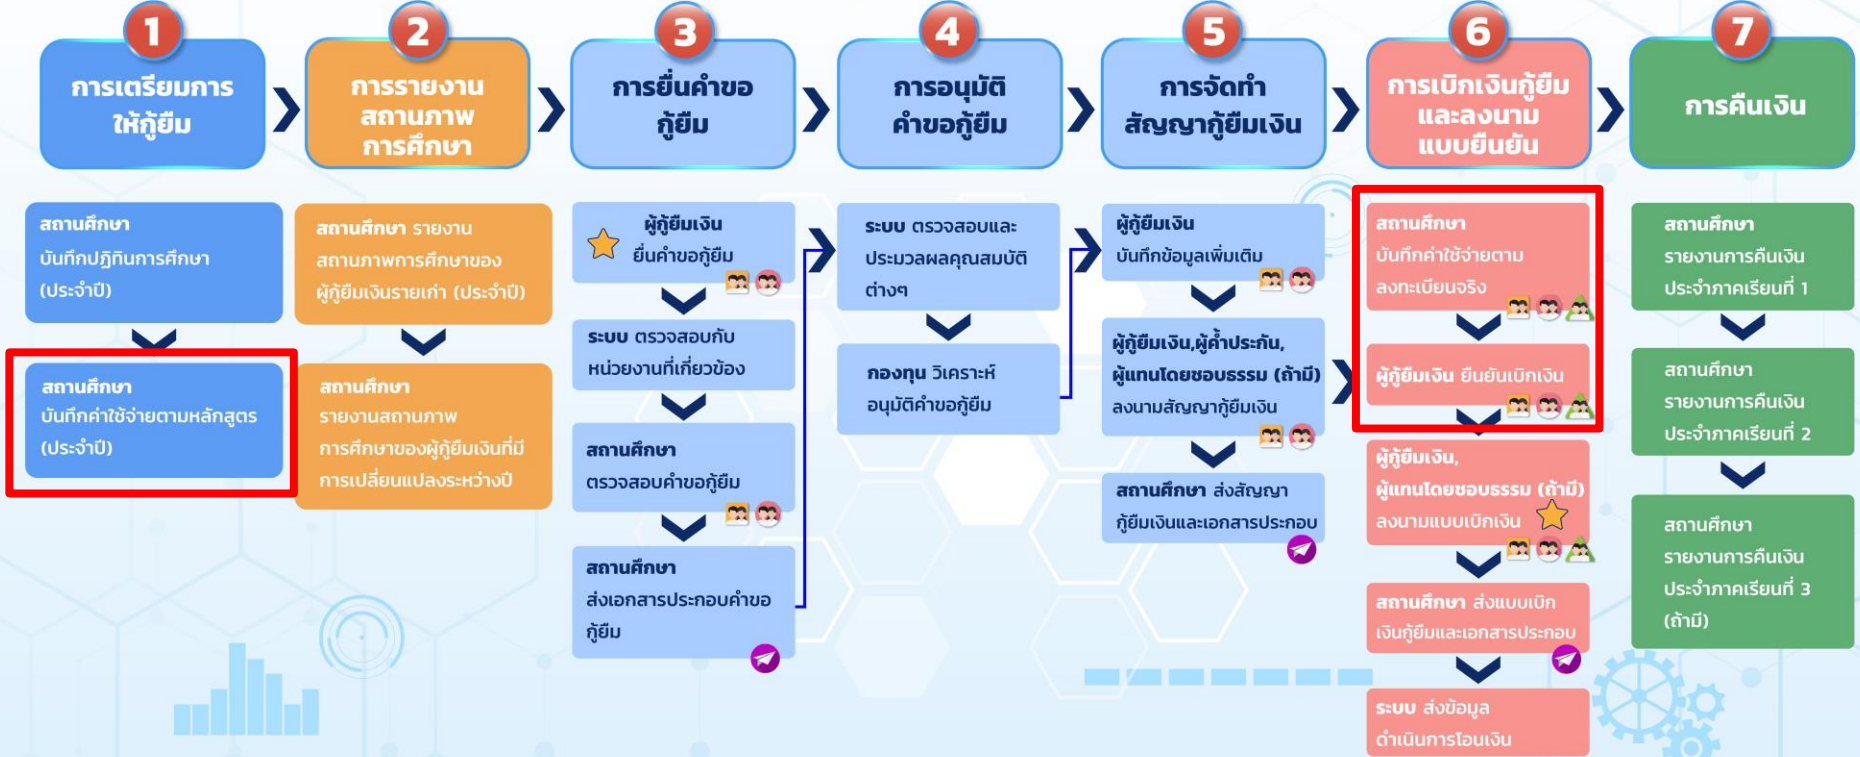 1
การเตรียมการ
ให้กู้ยืม
2
การรายงาน
สถานภาพ
การศึกษา
3
การยื่นคำขอ
กู้ยืม
4
การอนุมัติ
คำขอกู้ยืม
5
การจัดทำ
สัญญากู้ยืมเงิน
6
การเบิกเงินกู้ยืม
และลงนาม
แบบยืนยัน
7
การคืนเงิน
สถานศึกษา
บันทึกปฏิทินการศึกษา
(ประจำปี)
สถานศึกษา
บันทึกค่าใช้จ่ายตามหลักสูตร
(ประจำปี)
สถานศึกษา รายงาน
สถานภาพการศึกษาของ
ผู้กู้ยืมเงินรายเก่า (ประจำปี)
สถานศึกษา
รายงานสถานภาพ
การศึกษาของผู้กู้ยืมเงินที่มี
การเปลี่ยนแปลงระหว่างปี
ผู้กู้ยืมเงิน
ยื่นคำขอกู้ยืม
ระบบ ตรวจสอบกับ
หน่วยงานที่เกี่ยวข้อง
สถานศึกษา
ตรวจสอบคำขอกู้ยืม
สถานศึกษา
ส่งเอกสารประกอบคำขอ
กู้ยืม
ระบบ ตรวจสอบและ
ประมวลผลคุณสมบัติ
ต่างๆ
กองทุน วิเคราะห์
อนุมัติคำขอกู้ยืม
ผู้กู้ยืมเงิน
บันทึกข้อมูลเพิ่มเติม
ผู้กู้ยืมเงิน,ผู้ค้ำประกัน,
ผู้แทนโดยชอบธรรม (ถ้ามี)
ลงนามสัญญากู้ยืมเงิน
สถานศึกษา ส่งสัญญา
กู้ยืมเงินและเอกสารประกอบ
สถานศึกษา
บันทึกค่าใช้จ่ายตาม
ลงทะเบียนจริง
ผู้กู้ยืมเงิน ยืนยันเบิกเงิน
ผู้กู้ยืมเงิน,
ผู้แทนโดยชอบธรรม (ถ้ามี)
ลงนามแบบเบิกเงิน
สถานศึกษา ส่งแบบเบิก
เงินกู้ยืมและเอกสารประกอบ
ระบบ ส่งข้อมูล
ดำเนินการโอนเงิน
สถานศึกษา
รายงานการคืนเงิน
ประจำภาคเรียนที่ 1
สถานศึกษา
รายงานการคืนเงิน
ประจำภาคเรียนที่ 2
สถานศึกษา
รายงานการคืนเงิน
ประจำภาคเรียนที่ 3
(ถ้ามี)